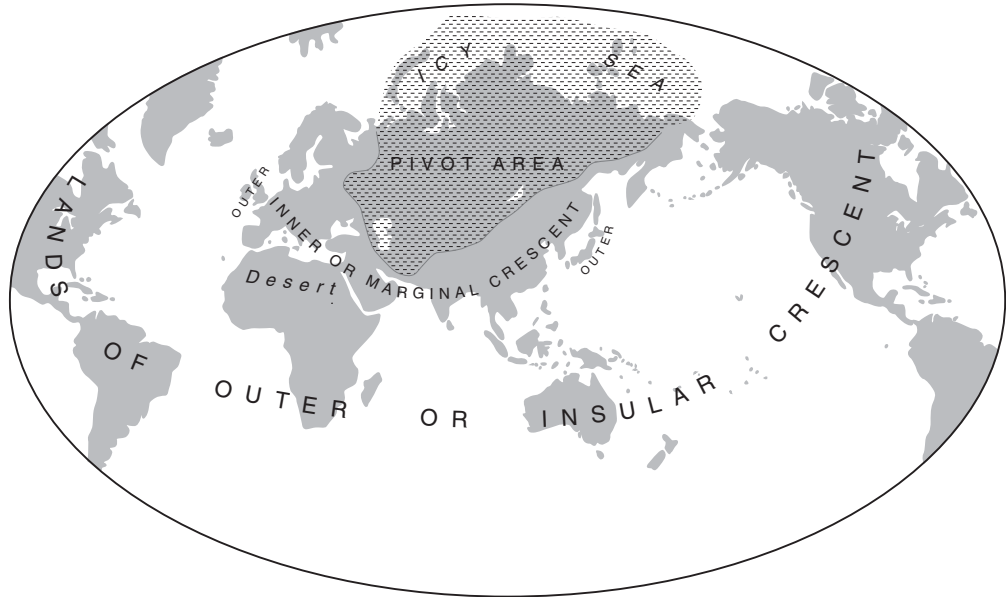 ICY SEA
PIVOT AREA
OUTER
INNER OR MARGINAL CRESCENT
OUTER
Desert
LANDS OF OUTER OR INSULAR CRESCENT